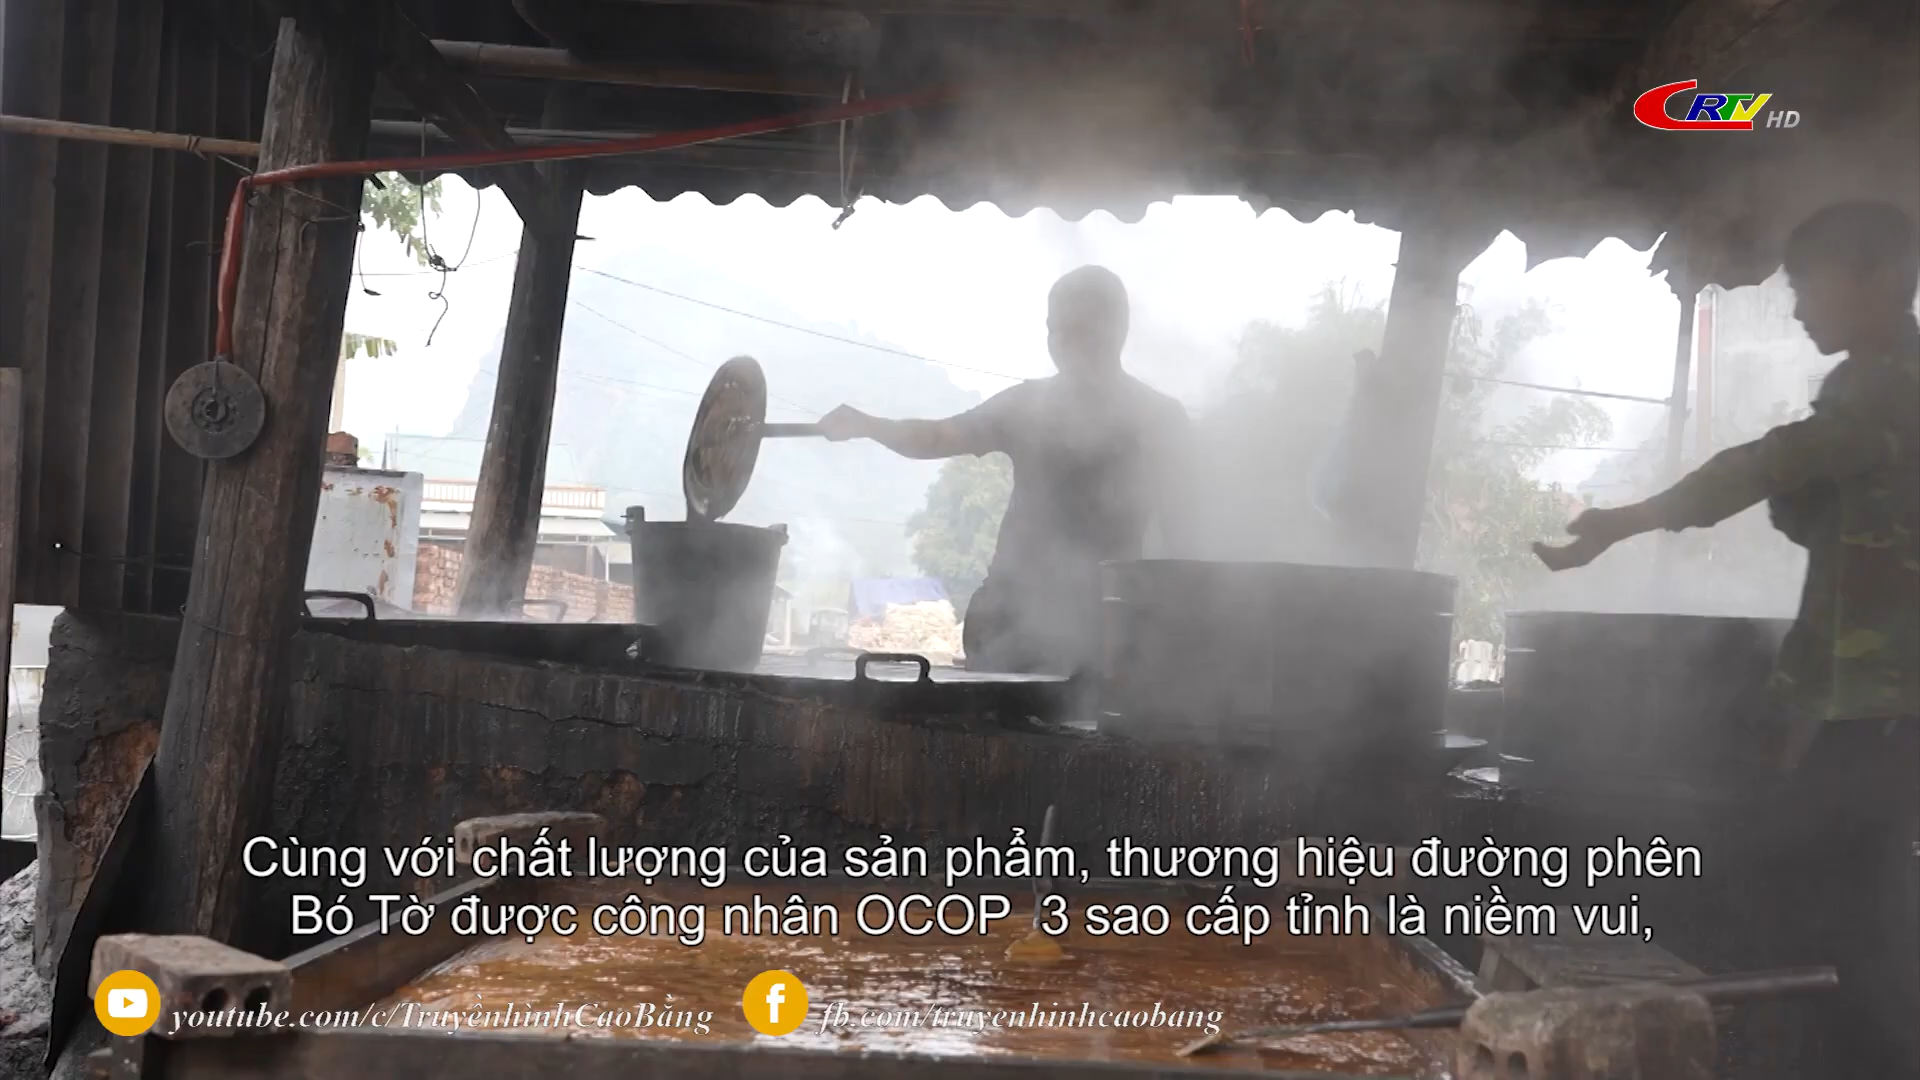 CRTV HD
Cùng với chất lượng của sản phẩm, thương hiệu đường phên
Bó Tờ được công nhân OCOP 3 sao cấp tỉnh là niềm vui,
youtube.com/c/TruyềnhìnhCaoBằng
fb.com/truyenhinhcaobang